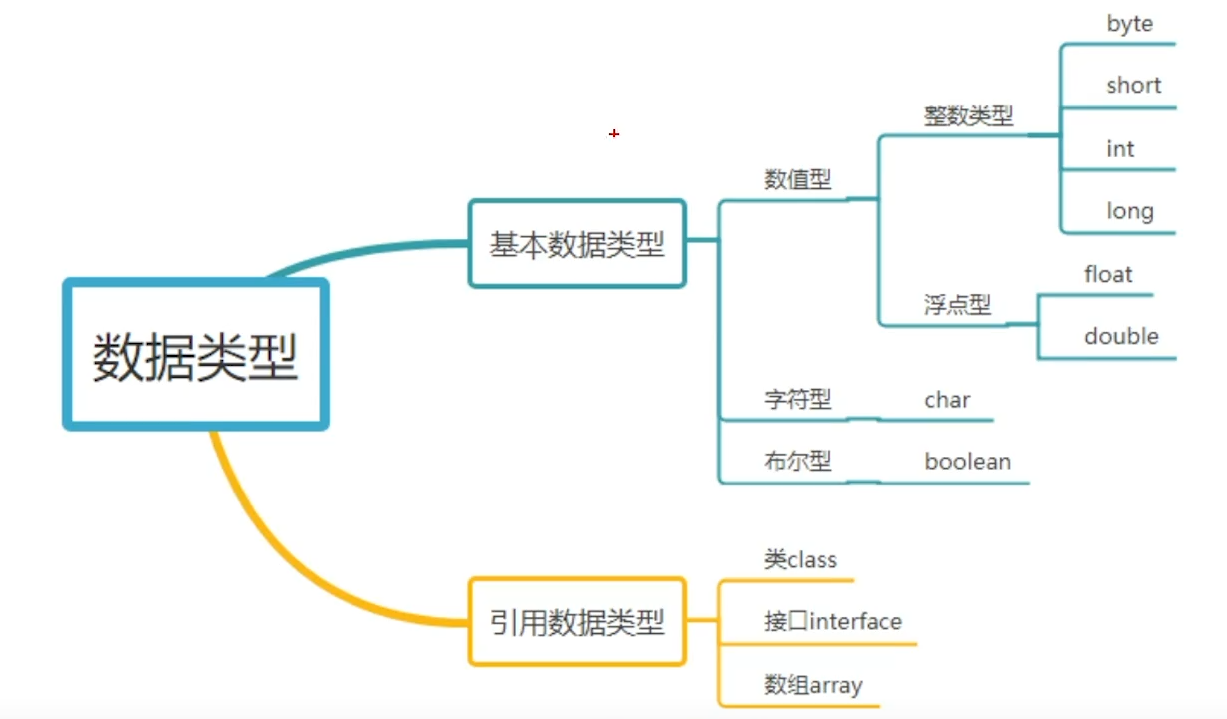 数据类型
基本数据类型
数值型
整数类型
byte
short
int
long
浮点型
float
double
字符型
char
布尔型
boolean
引用数据类型
类class
接口interface
数组array